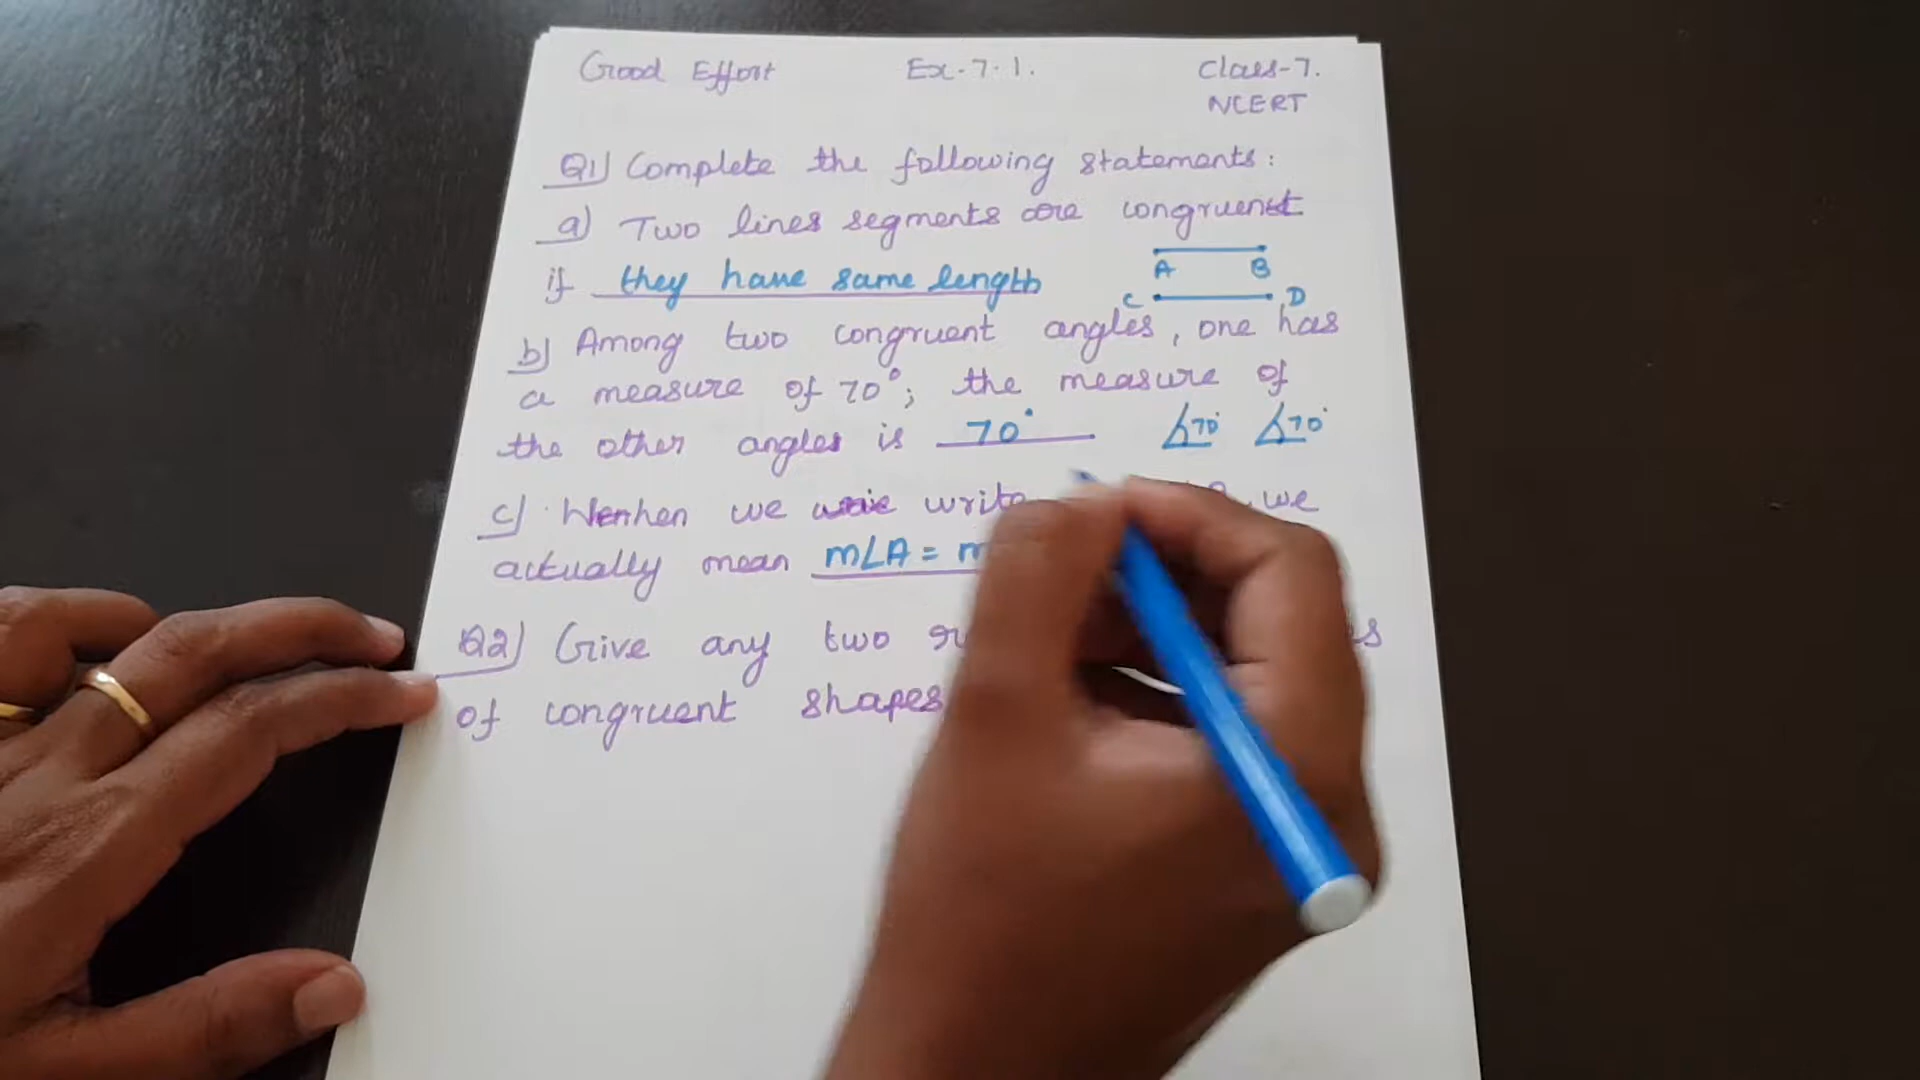 Good Effort Ex.7.1. Class-7.
NCERT
Q1) Complete the following statements:
a) Two lines segments are congruent
if they have same length
A B
C D
b) Among two congruent angles, one has
a measure of 70°; the measure of
the other angles is 70° 70° 70°
c) When we write we
actually mean m∠A = m
Q2) Give any two
of congruent shapes